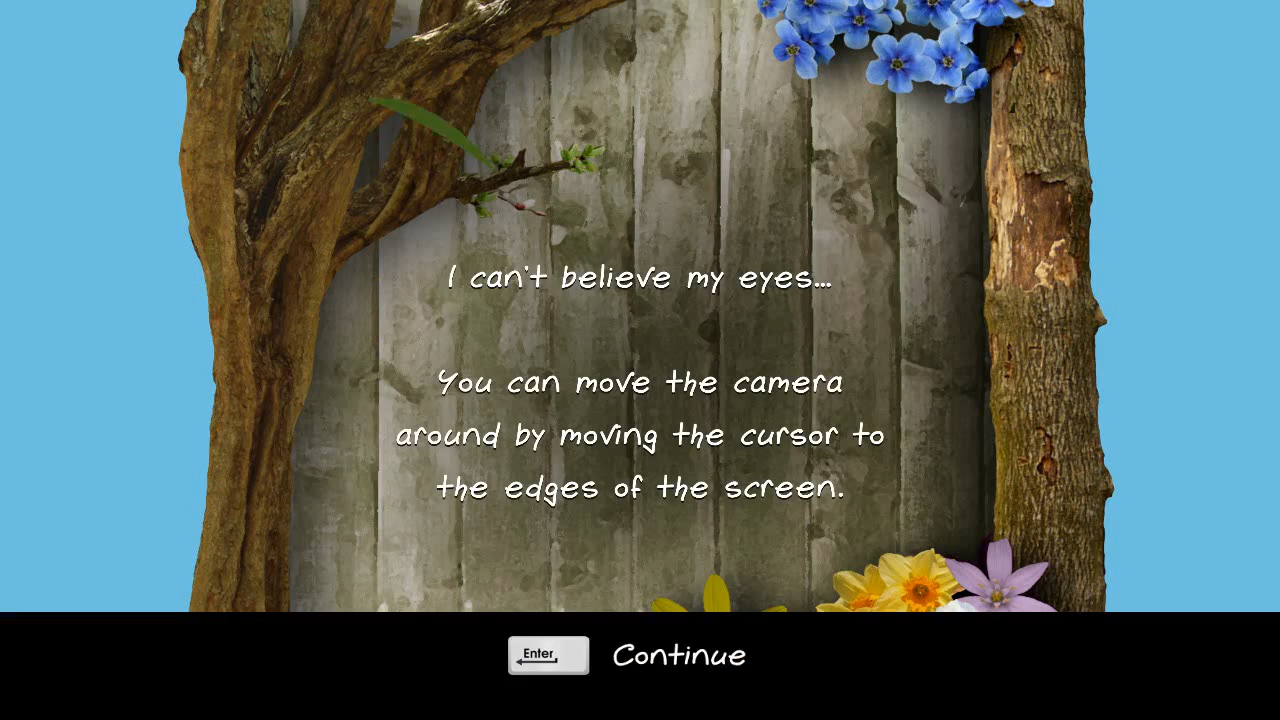 I can't believe my eyes...
You can move the camera
around by moving the cursor to
the edges of the screen.
Enter
Continue